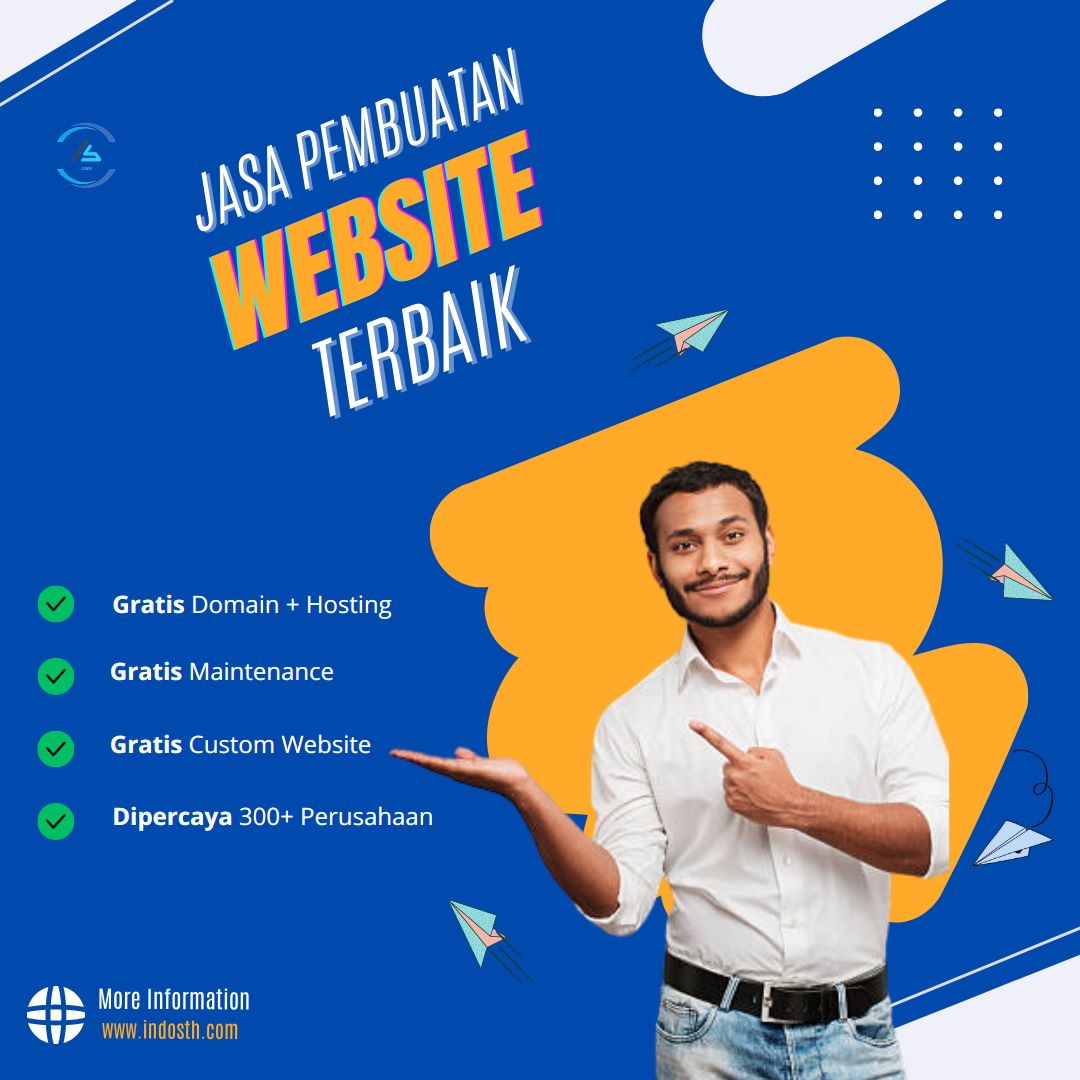 JASA PEMBUATAN
WEBSITE
TERBAIK
Gratis Domain + Hosting
Gratis Maintenance
Gratis Custom Website
Dipercaya 300+ Perusahaan
More Information
www.indosth.com